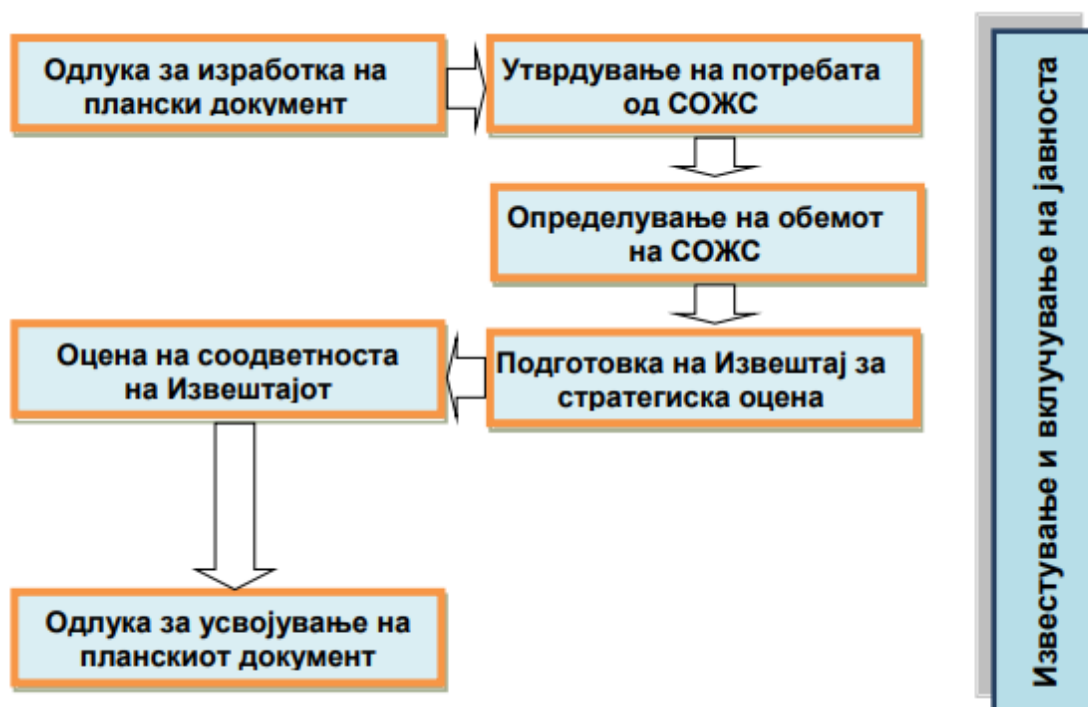 Одлука за изработка на
плански документ
Утврдување на потребата
од СОЖС
Определување на обемот
на СОЖС
Подготовка на Извештај за
стратегиска оцена
Оцена на соодветноста
на Извештајот
Одлука за усвојување на
планскиот документ
Известување и вклучување на јавноста